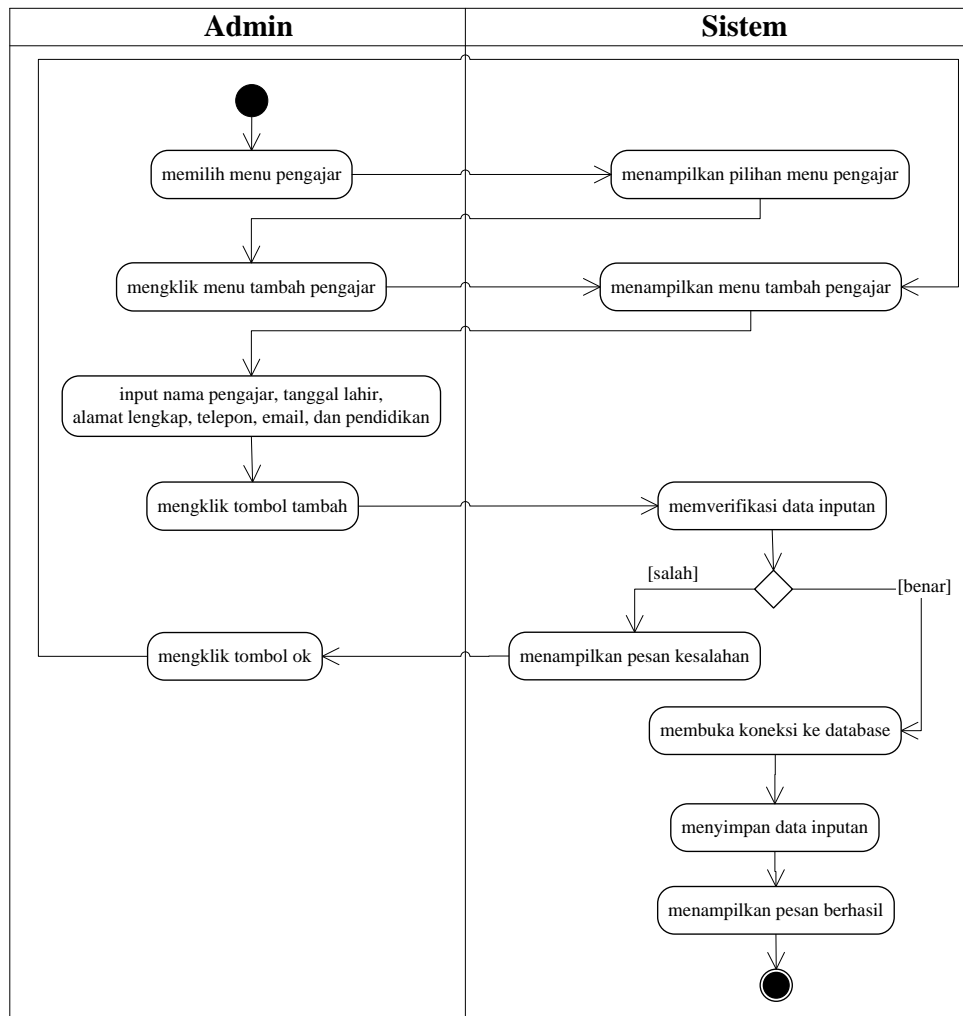 Admin
Sistem
memilih menu pengajar
menampilkan pilihan menu pengajar
mengklik menu tambah pengajar
menampilkan menu tambah pengajar
input nama pengajar, tanggal lahir,
alamat lengkap, telepon, email, dan pendidikan
mengklik tombol tambah
memverifikasi data inputan
[salah]
[benar]
mengklik tombol ok
menampilkan pesan kesalahan
membuka koneksi ke database
menyimpan data inputan
menampilkan pesan berhasil